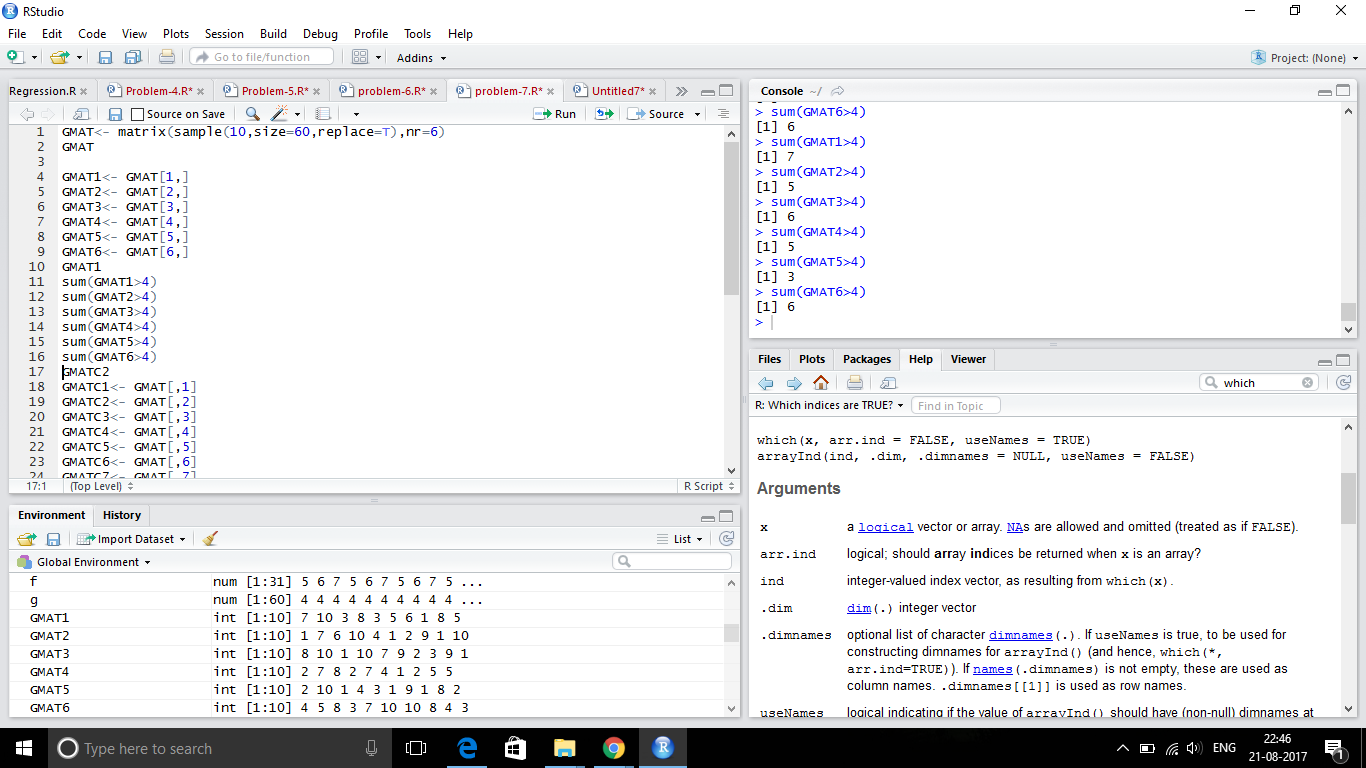 RStudio
File Edit Code View Plots Session Build Debug Profile Tools Help
Go to file/function Addins Project: (None)
Regression.R Problem-4.R* Problem-5.R* problem-6.R* problem-7.R* Untitled7*
Source on Save Run Source
1 GMAT<- matrix(sample(10,size=60,replace=T),nr=6)
2 GMAT
3
4 GMAT1<- GMAT[1,]
5 GMAT2<- GMAT[2,]
6 GMAT3<- GMAT[3,]
7 GMAT4<- GMAT[4,]
8 GMAT5<- GMAT[5,]
9 GMAT6<- GMAT[6,]
10 GMAT1
11 sum(GMAT1>4)
12 sum(GMAT2>4)
13 sum(GMAT3>4)
14 sum(GMAT4>4)
15 sum(GMAT5>4)
16 sum(GMAT6>4)
17 GMATC2
18 GMATC1<- GMAT[,1]
19 GMATC2<- GMAT[,2]
20 GMATC3<- GMAT[,3]
21 GMATC4<- GMAT[,4]
22 GMATC5<- GMAT[,5]
23 GMATC6<- GMAT[,6]
24 GMATC7<- GMAT[,7]
17:1 (Top Level) R Script
Environment History
Import Dataset List
Global Environment
f num [1:31] 5 6 7 5 6 7 5 6 7 5 ...
g num [1:60] 4 4 4 4 4 4 4 4 4 4 ...
GMAT1 int [1:10] 7 10 3 8 3 5 6 1 8 5
GMAT2 int [1:10] 1 7 6 10 4 1 2 9 1 10
GMAT3 int [1:10] 8 10 1 10 7 9 2 3 9 1
GMAT4 int [1:10] 2 7 8 2 7 4 1 2 5 5
GMAT5 int [1:10] 2 10 1 4 3 1 9 1 8 2
GMAT6 int [1:10] 4 5 8 3 7 10 10 8 4 3
Console ~/
> sum(GMAT6>4)
[1] 6
> sum(GMAT1>4)
[1] 7
> sum(GMAT2>4)
[1] 5
> sum(GMAT3>4)
[1] 6
> sum(GMAT4>4)
[1] 5
> sum(GMAT5>4)
[1] 3
> sum(GMAT6>4)
[1] 6
>
Files Plots Packages Help Viewer
which
R: Which indices are TRUE? Find in Topic
which(x, arr.ind = FALSE, useNames = TRUE)
arrayInd(ind, .dim, .dimnames = NULL, useNames = FALSE)
Arguments
x a logical vector or array. NAs are allowed and omitted (treated as if FALSE).
arr.ind logical; should array indices be returned when x is an array?
ind integer-valued index vector, as resulting from which(x).
.dim dim(.) integer vector
.dimnames optional list of character dimnames(.). If useNames is true, to be used for
constructing dimnames for arrayInd() (and hence, which(*,
arr.ind=TRUE)). If names(.dimnames) is not empty, these are used as
column names. .dimnames[[1]] is used as row names.
useNames logical indicating if the value of arrayInd() should have (non-null) dimnames at
Type here to search ENG 22:46
21-08-2017 1